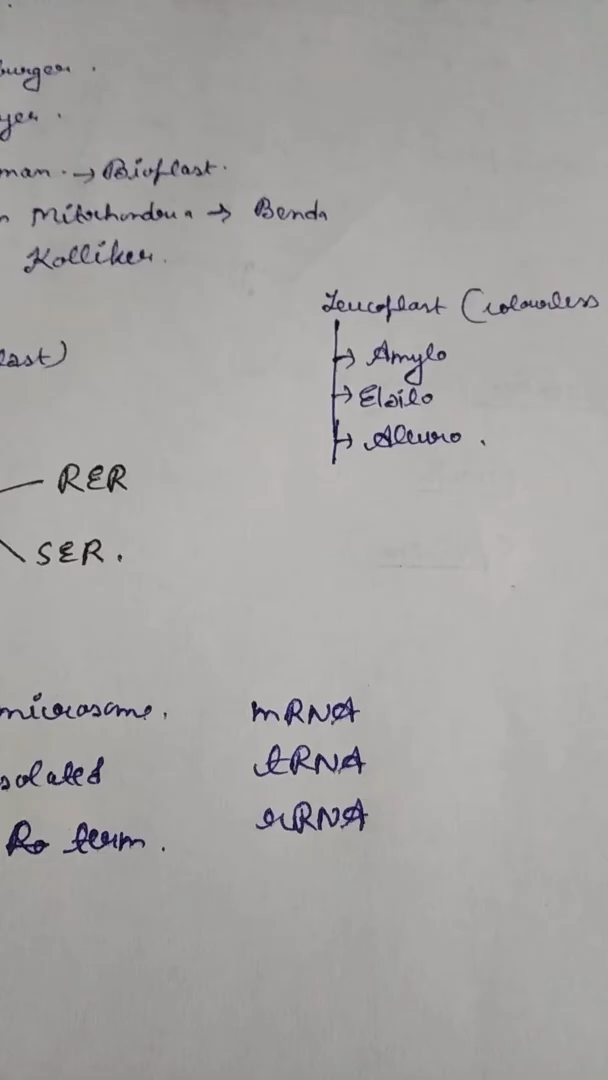 burger.
yer.
man. → Bioplast.
n Mitochondria → Benda
Kolliker.
Leucoplast (colourless
last)
→ Amylo
→ Elailo
→ Aleuro.
RER
SER.
microsome. mRNA
solated tRNA
Ro term. rRNA